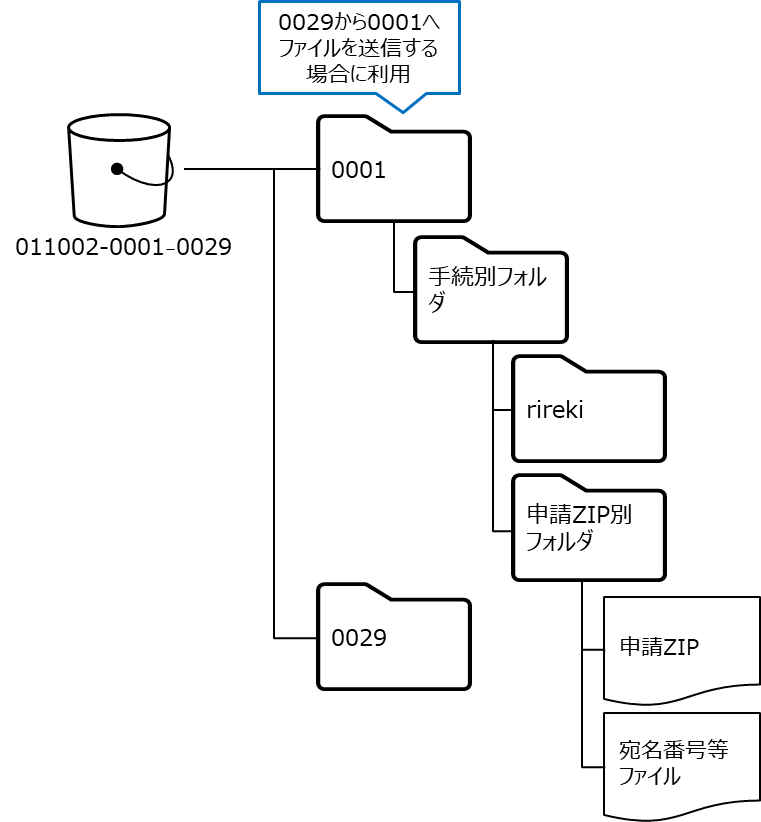 0029から0001へ
ファイルを送信する
場合に利用
0001
011002-0001-0029
手続別フォル
ダ
rireki
申請ZIP別
フォルダ
0029
申請ZIP
宛名番号等
ファイル